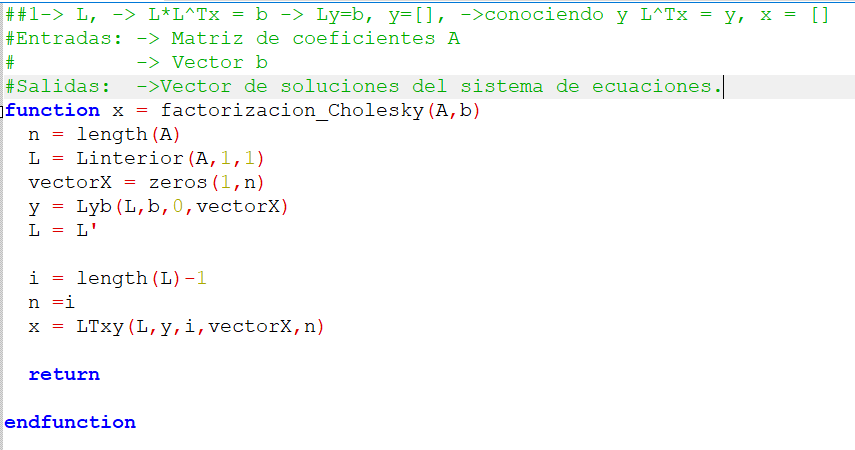 ##1-> L, -> L*L^Tx = b -> Ly=b, y=[], ->conociendo y L^Tx = y, x = []
#Entradas: -> Matriz de coeficientes A
#          -> Vector b
#Salidas:  ->Vector de soluciones del sistema de ecuaciones.
function x = factorizacion_Cholesky(A,b)
  n = length(A)
  L = Linterior(A,1,1)
  vectorX = zeros(1,n)
  y = Lyb(L,b,0,vectorX)
  L = L'
  i = length(L)-1
  n =i
  x = LTxy(L,y,i,vectorX,n)
  return
endfunction